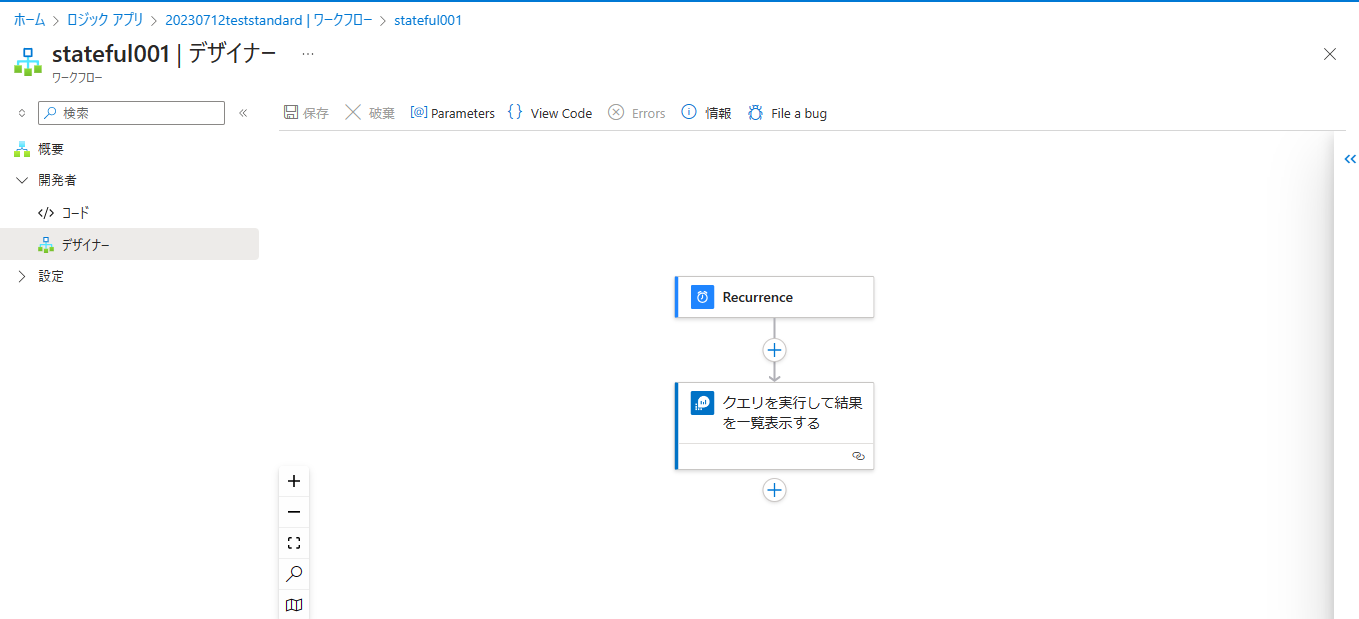 ホーム > ロジック アプリ > 20230712teststandard | ワークフロー > stateful001
stateful001 | デザイナー ...
ワークフロー
検索 «
保存 破棄 Parameters View Code Errors 情報 File a bug
概要
開発者
コード
デザイナー
設定
Recurrence
クエリを実行して結果
を一覧表示する